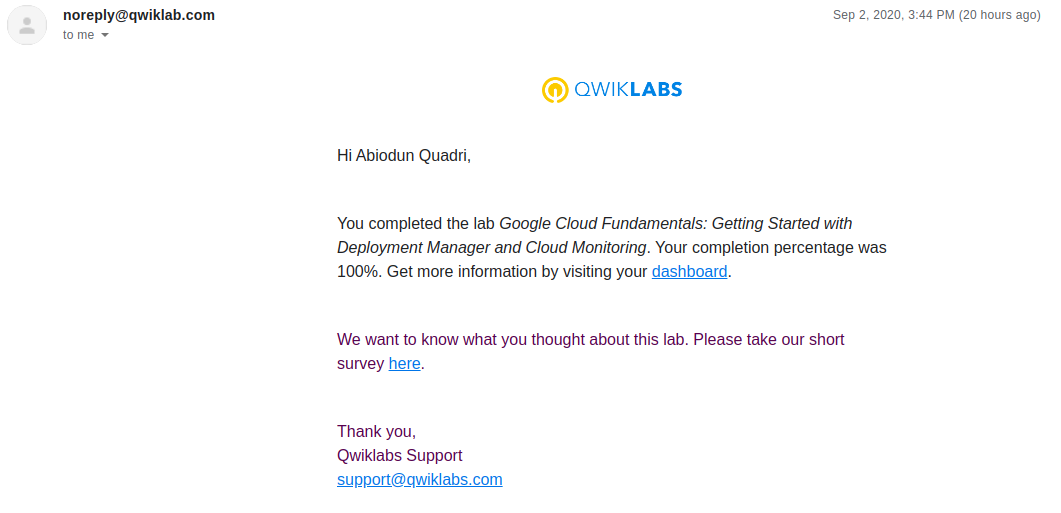 noreply@qwiklab.com
Sep 2, 2020, 3:44 PM (20 hours ago)
to me
QWIKLABS
Hi Abiodun Quadri,
You completed the lab Google Cloud Fundamentals: Getting Started with
Deployment Manager and Cloud Monitoring. Your completion percentage was
100%. Get more information by visiting your dashboard.
We want to know what you thought about this lab. Please take our short
survey here.
Thank you,
Qwiklabs Support
support@qwiklabs.com